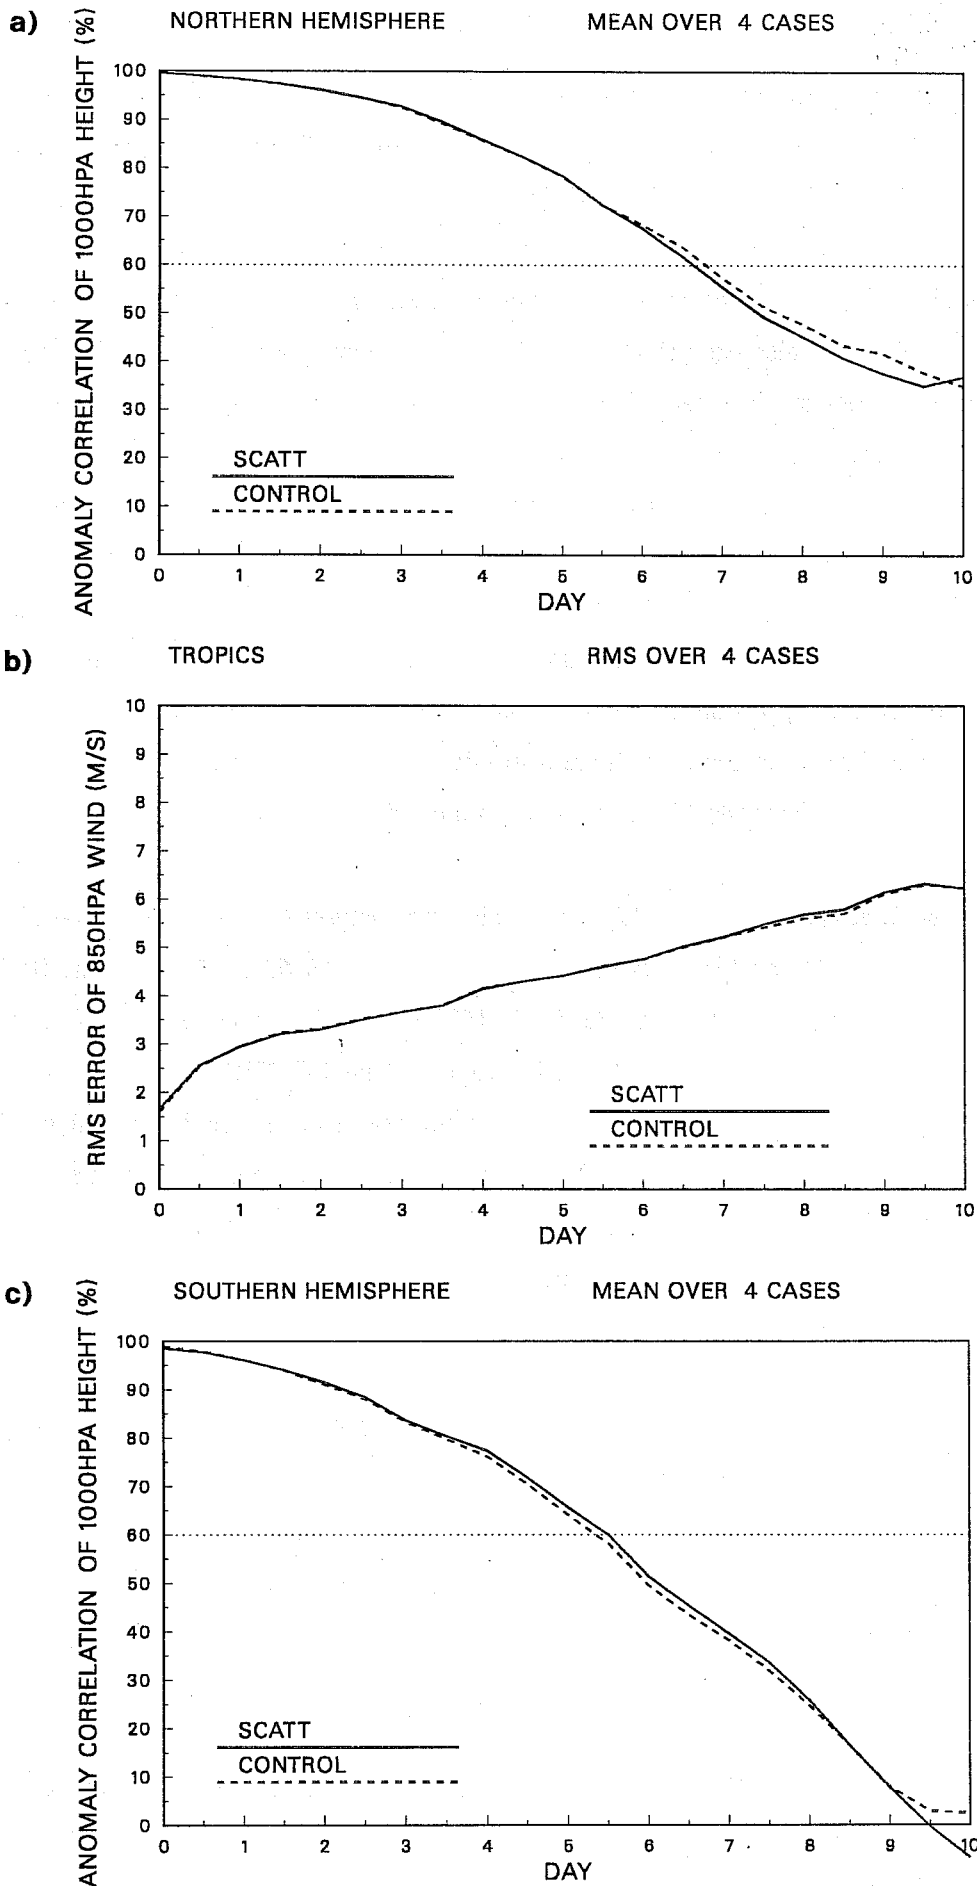 a)
NORTHERN HEMISPHERE MEAN OVER 4 CASES
ANOMALY CORRELATION OF 1000HPA HEIGHT (%)
100
90
80
70
60
50
40
30
20
10
0
SCATT
CONTROL
0 1 2 3 4 5 6 7 8 9 10
DAY
b)
TROPICS RMS OVER 4 CASES
RMS ERROR OF 850HPA WIND (M/S)
10
9
8
7
6
5
4
3
2
1
0
SCATT
CONTROL
0 1 2 3 4 5 6 7 8 9 10
DAY
c)
SOUTHERN HEMISPHERE MEAN OVER 4 CASES
ANOMALY CORRELATION OF 1000HPA HEIGHT (%)
100
90
80
70
60
50
40
30
20
10
0
SCATT
CONTROL
0 1 2 3 4 5 6 7 8 9 10
DAY